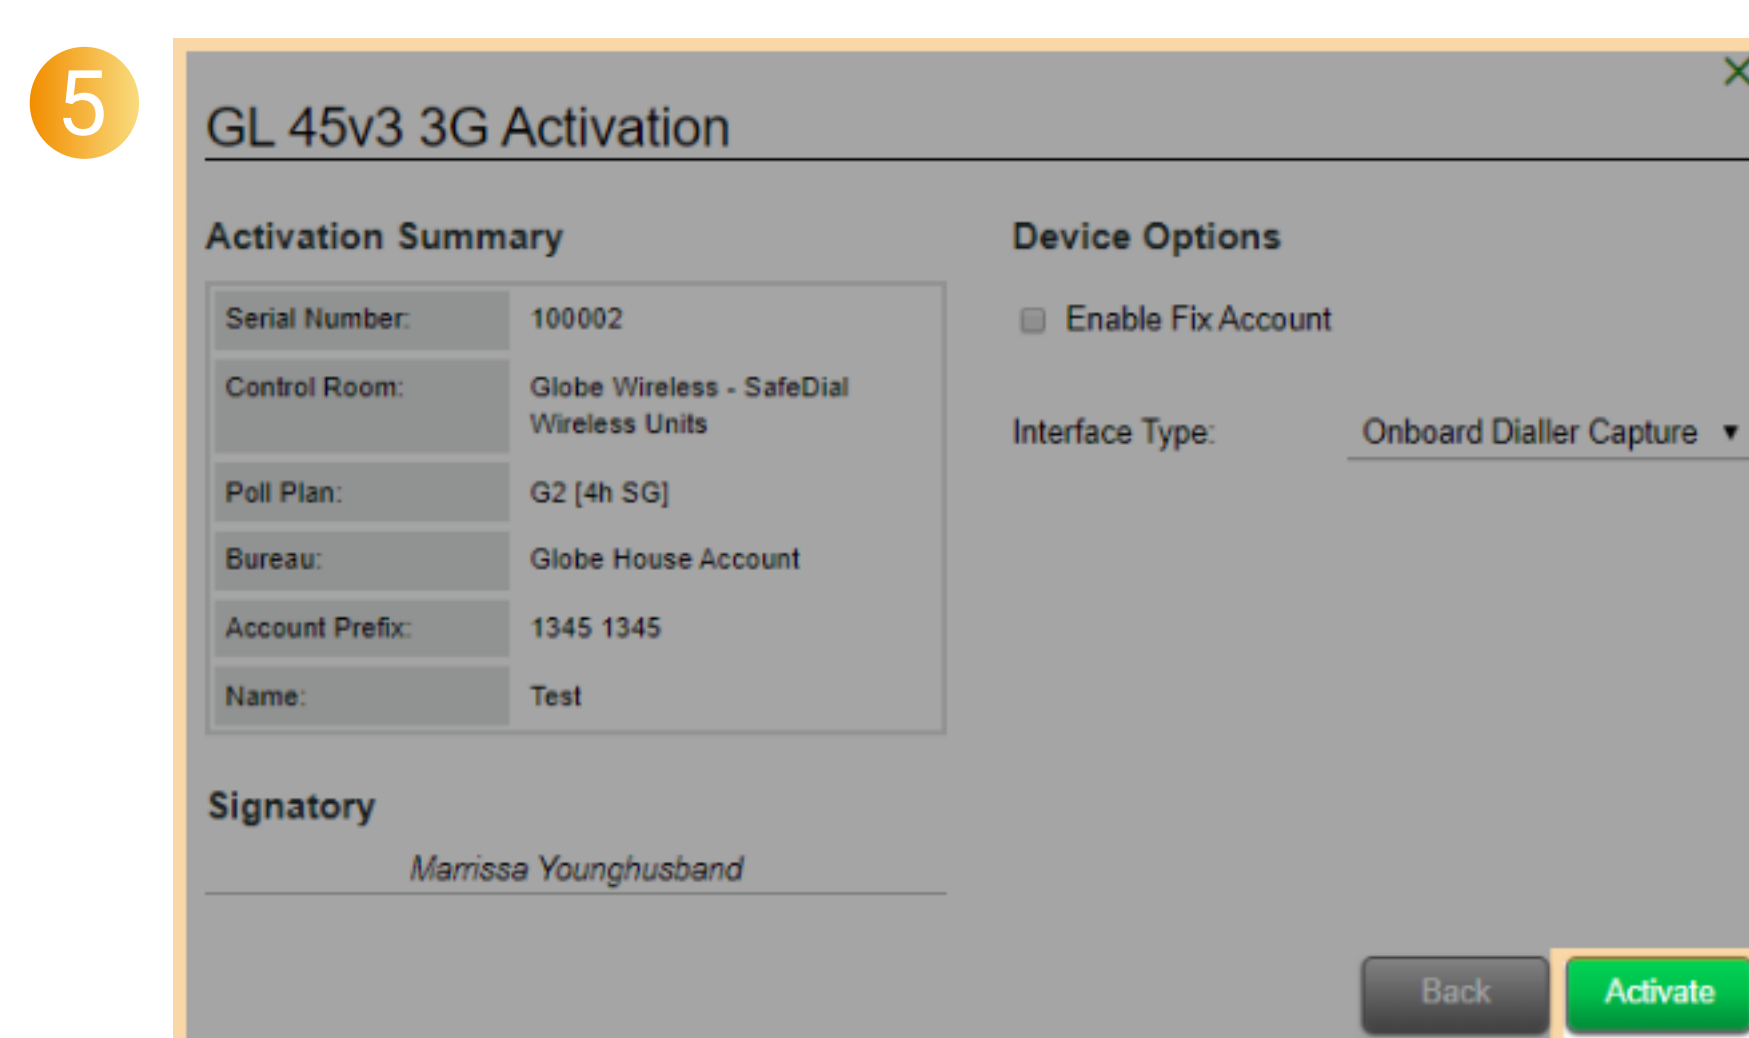 5
GL 45v3 3G Activation
Activation Summary
Serial Number: 100002
Control Room: Globe Wireless - SafeDial
Wireless Units
Poll Plan: G2 [4h SG]
Bureau: Globe House Account
Account Prefix: 1345 1345
Name: Test
Signatory
Marrissa Younghusband
Device Options
Enable Fix Account
Interface Type: Onboard Dialler Capture
Back
Activate